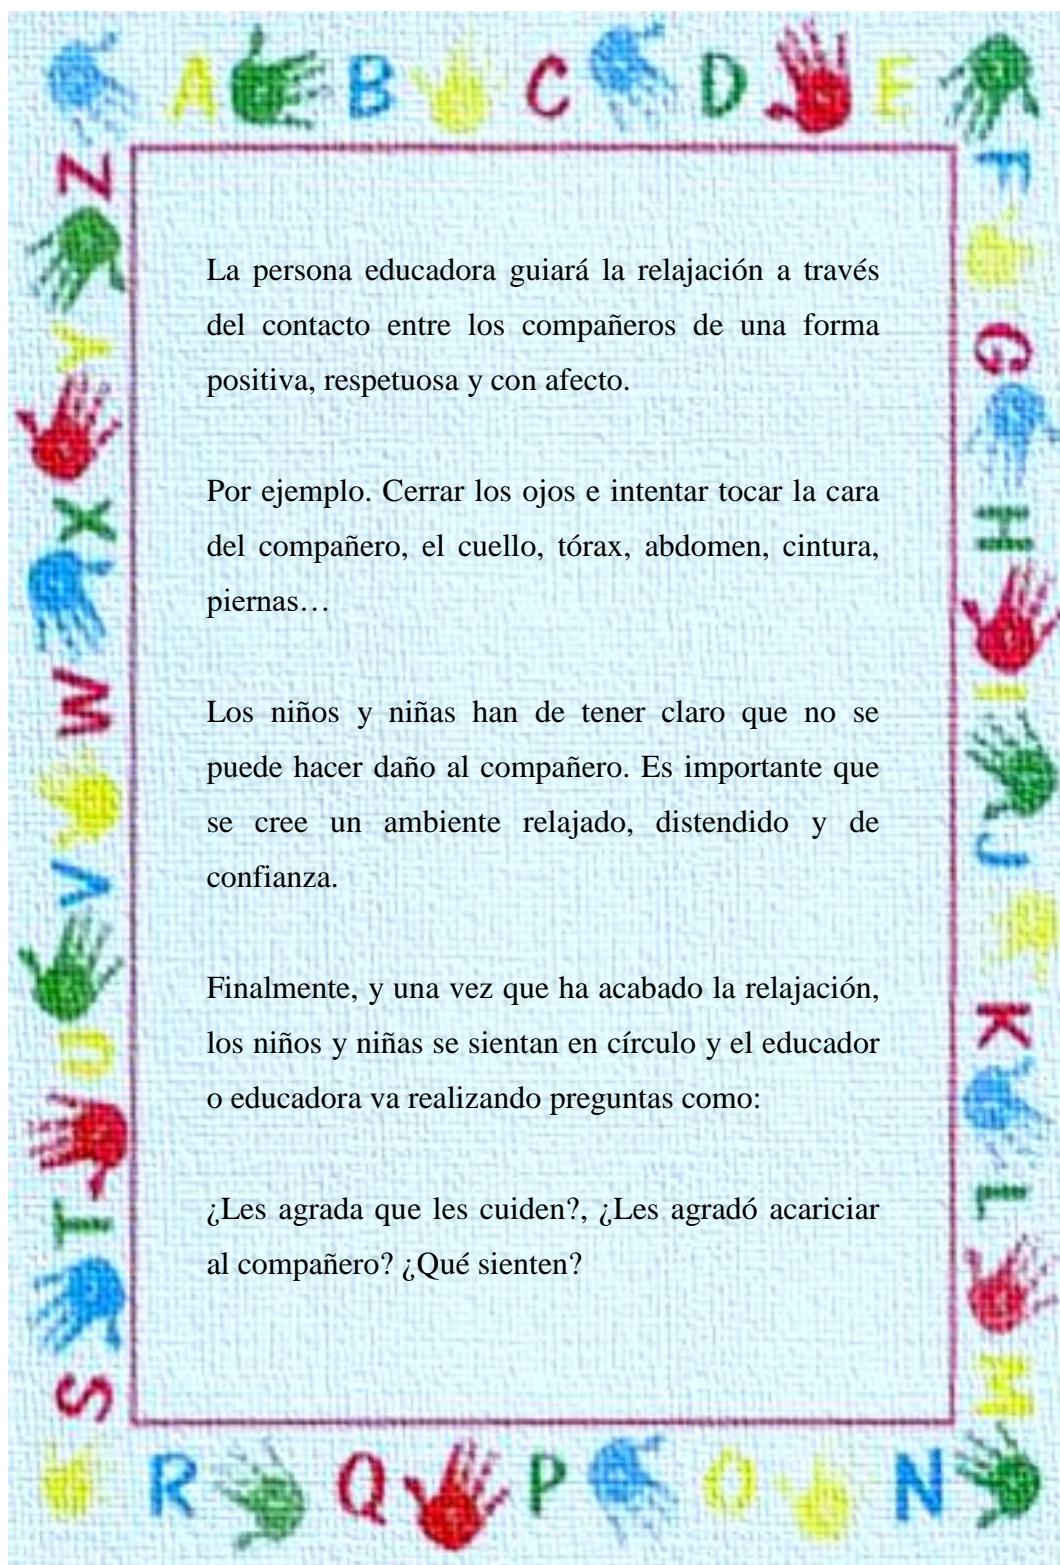 A B C D E
Z F
La persona educadora guiará la relajación a través
del contacto entre los compañeros de una forma
positiva, respetuosa y con afecto.
Y G
Por ejemplo. Cerrar los ojos e intentar tocar la cara
del compañero, el cuello, tórax, abdomen, cintura,
piernas…
X H
W I
Los niños y niñas han de tener claro que no se
puede hacer daño al compañero. Es importante que
se cree un ambiente relajado, distendido y de
confianza.
V J
Finalmente, y una vez que ha acabado la relajación,
los niños y niñas se sientan en círculo y el educador
o educadora va realizando preguntas como:
U K
¿Les agrada que les cuiden?, ¿Les agradó acariciar
al compañero? ¿Qué sienten?
T L
S M
R Q P O N